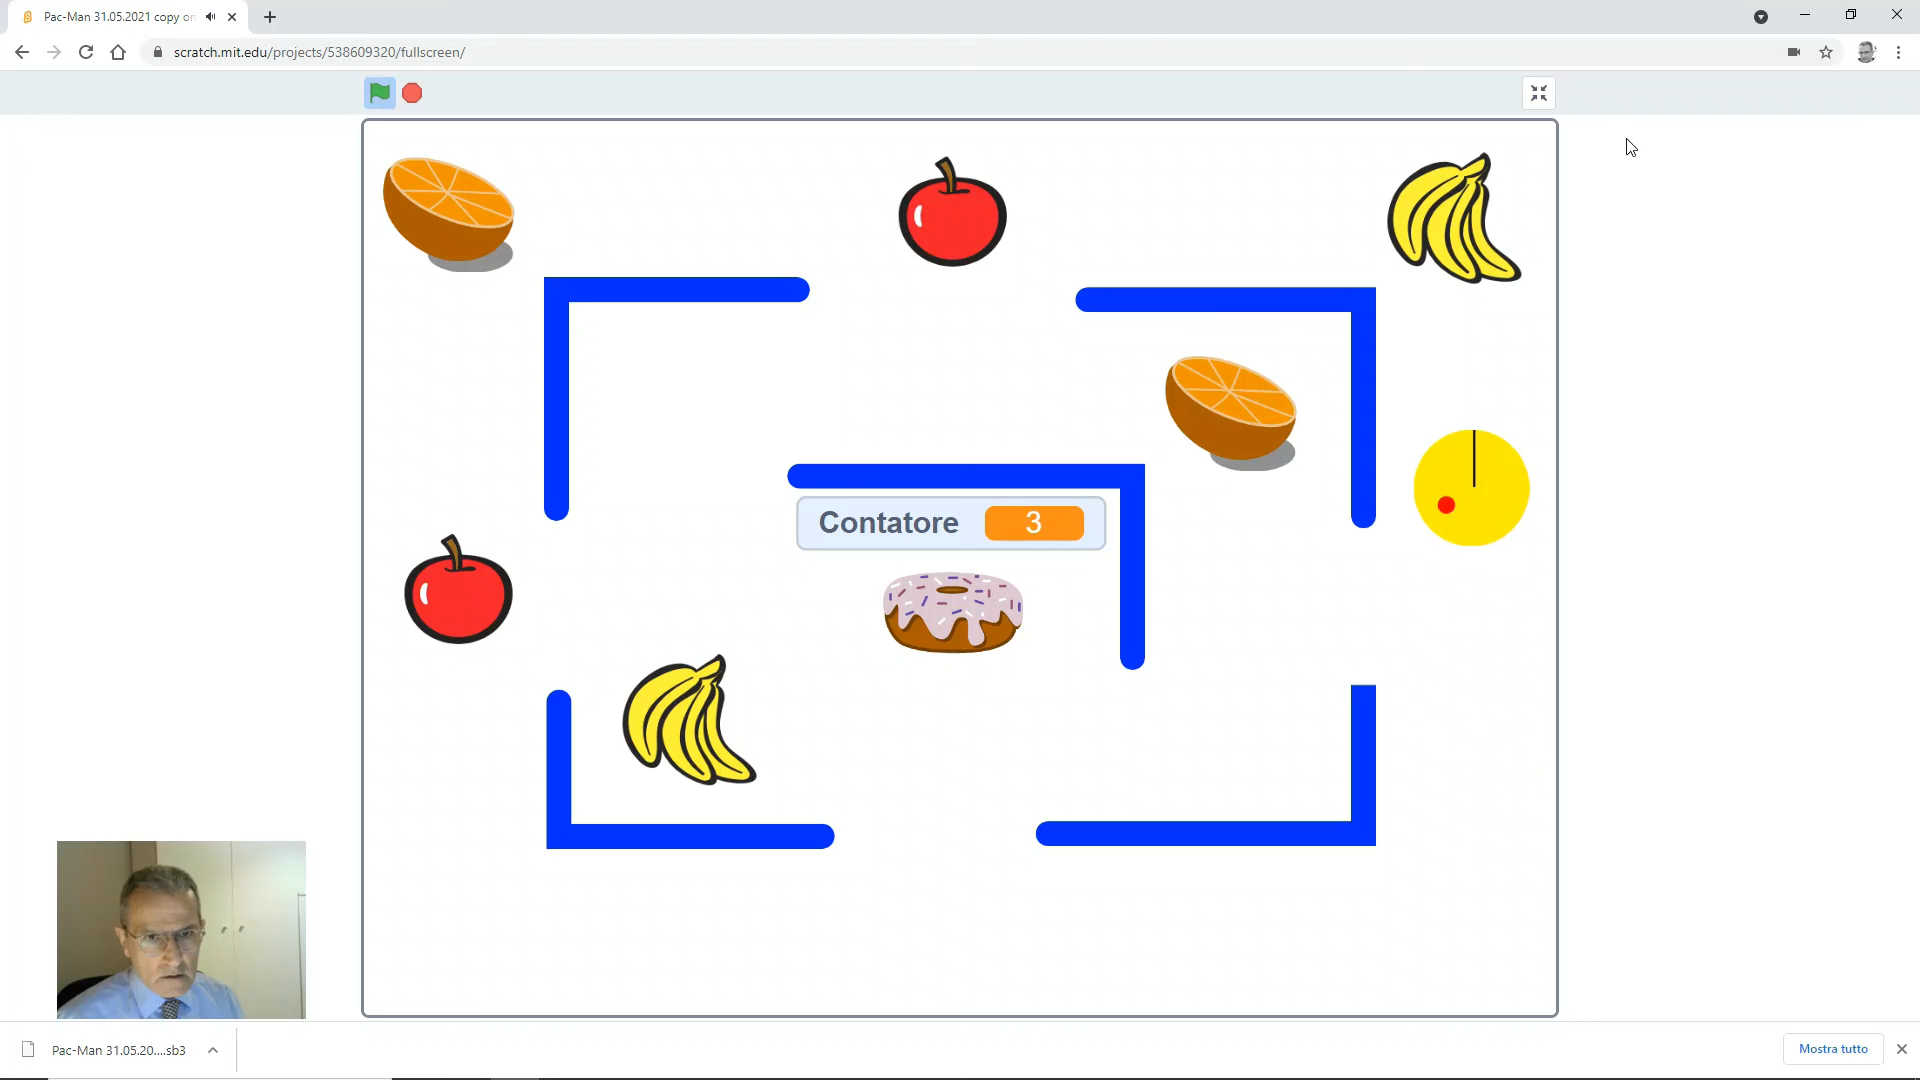 Pac-Man 31.05.2021 copy on
scratch.mit.edu/projects/538609320/fullscreen/
Contatore 3
Pac-Man 31.05.20....sb3
Mostra tutto